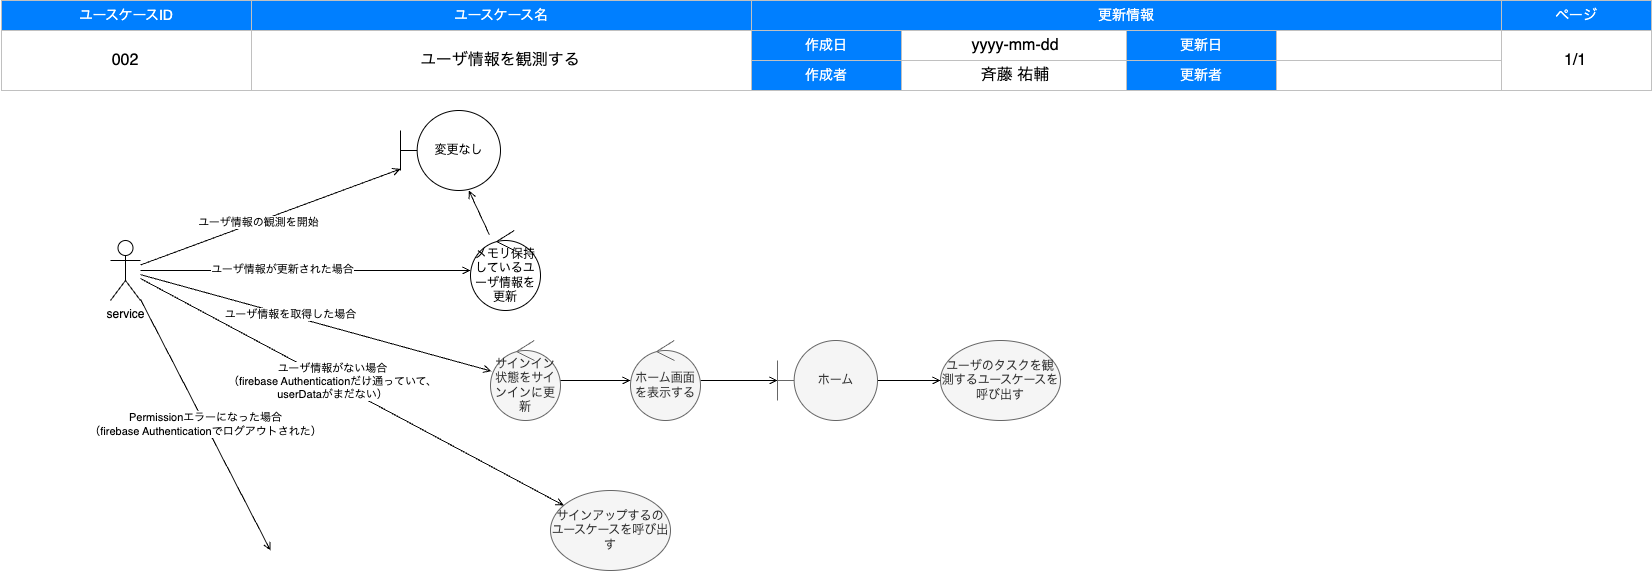 ユースケースID
ユースケース名
更新情報
ページ
002
ユーザ情報を観測する
作成日
yyyy-mm-dd
更新日
1/1
作成者
斉藤 祐輔
更新者
変更なし
ユーザ情報の観測を開始
メモリ保持
しているユ
ーザ情報を
更新
ユーザ情報が更新された場合
service
ユーザ情報を取得した場合
サインイン
状態をサイ
ンインに更
新
ホーム画面
を表示する
ホーム
ユーザのタスクを観
測するユースケースを
呼び出す
ユーザ情報がない場合
（firebase Authenticationだけ通っていて、
userDataがまだない）
Permissionエラーになった場合
（firebase Authenticationでログアウトされた）
サインアップするの
ユースケースを呼び出
す